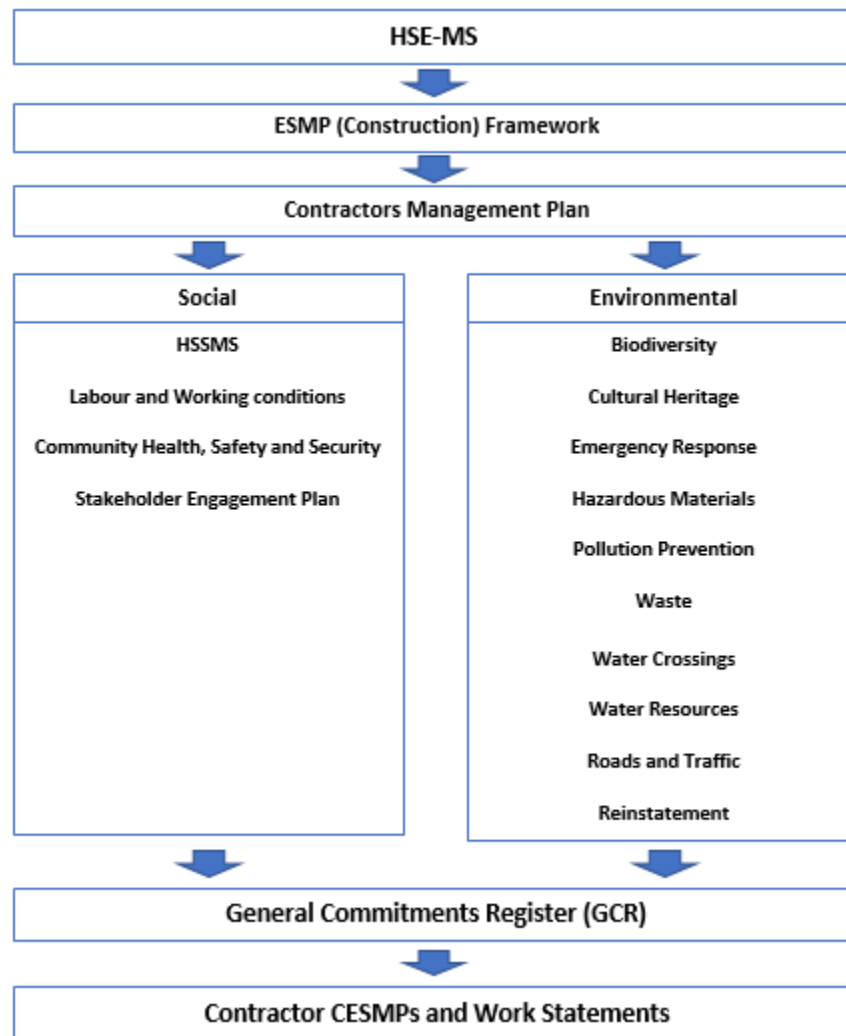 HSE-MS
ESMP (Construction) Framework
Contractors Management Plan
Social
HSSMS
Labour and Working conditions
Community Health, Safety and Security
Stakeholder Engagement Plan
Environmental
Biodiversity
Cultural Heritage
Emergency Response
Hazardous Materials
Pollution Prevention
Waste
Water Crossings
Water Resources
Roads and Traffic
Reinstatement
General Commitments Register (GCR)
Contractor CESMPs and Work Statements